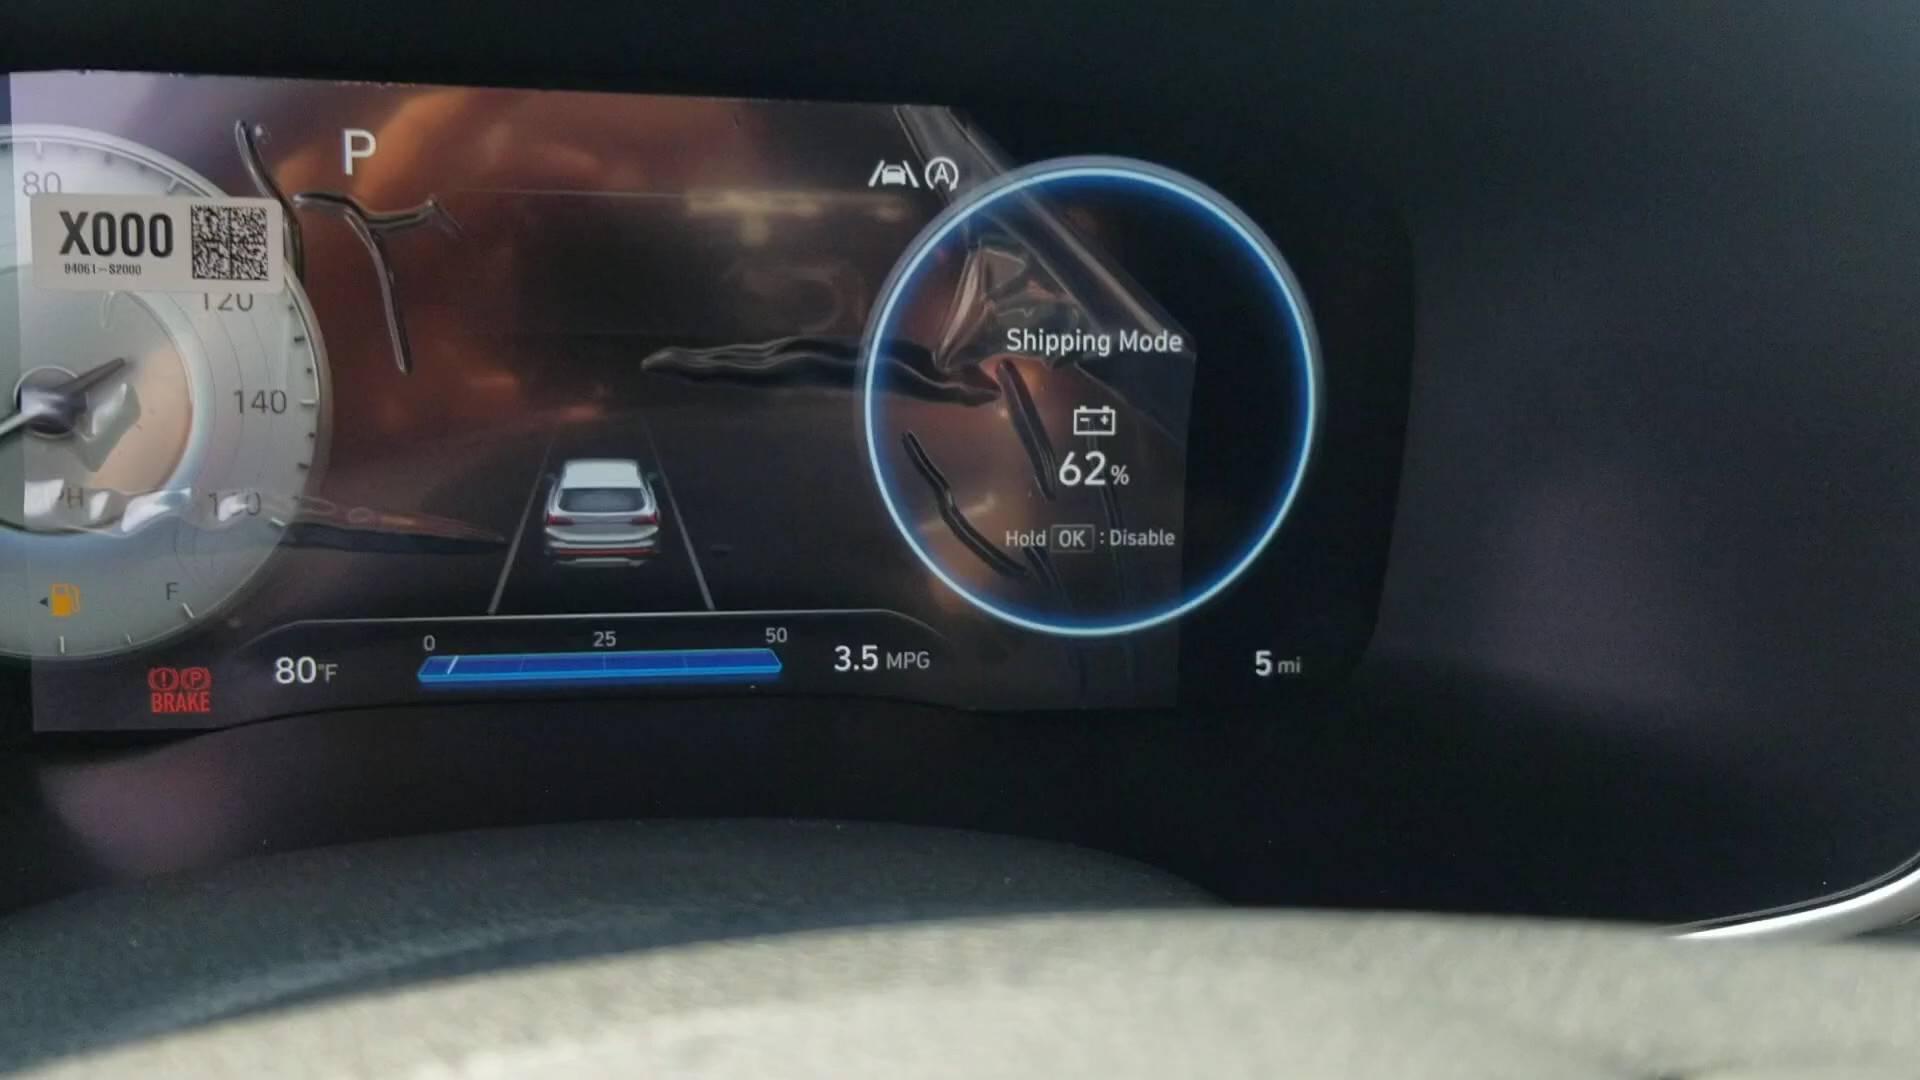 P
80
X000
94061-S2000
120
140
Shipping Mode
62%
Hold OK : Disable
F
0 25 50
80°F
3.5 MPG
5 mi
BRAKE